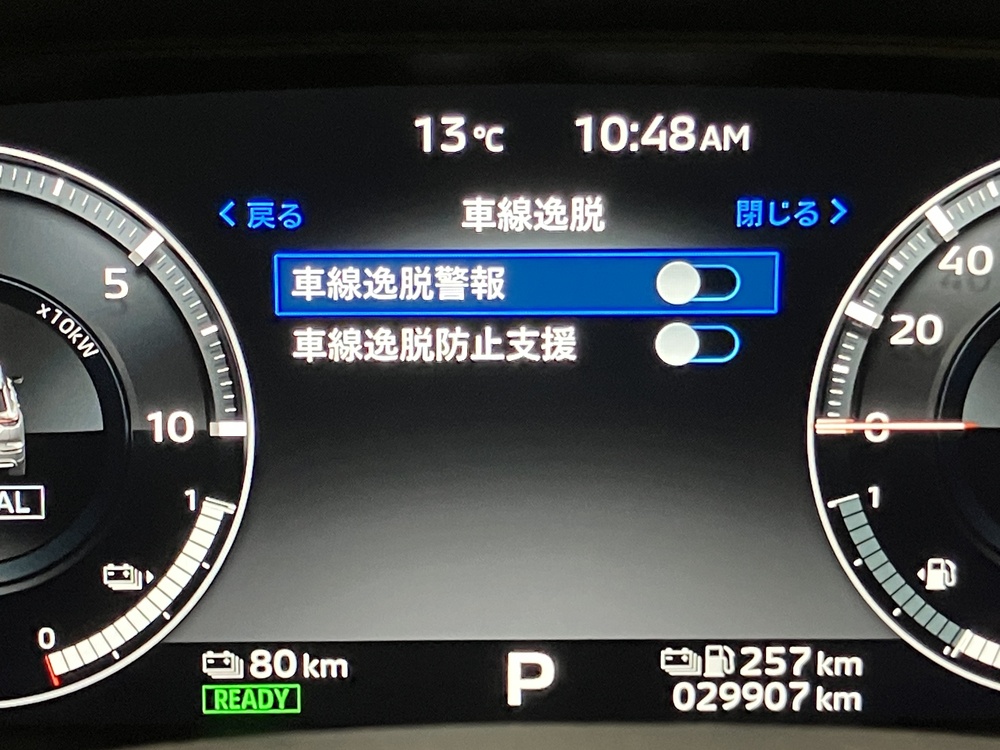 13℃ 10:48AM
戻る 車線逸脱 閉じる
車線逸脱警報
車線逸脱防止支援
5
×10kW
10
AL
1
0
40
20
0
1
80km
READY
P
257km
029907km